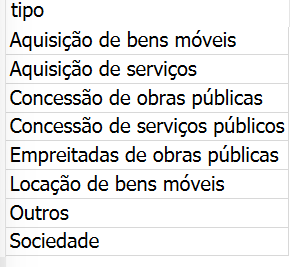 tipo
Aquisição de bens móveis
Aquisição de serviços
Concessão de obras públicas
Concessão de serviços públicos
Empreitadas de obras públicas
Locação de bens móveis
Outros
Sociedade